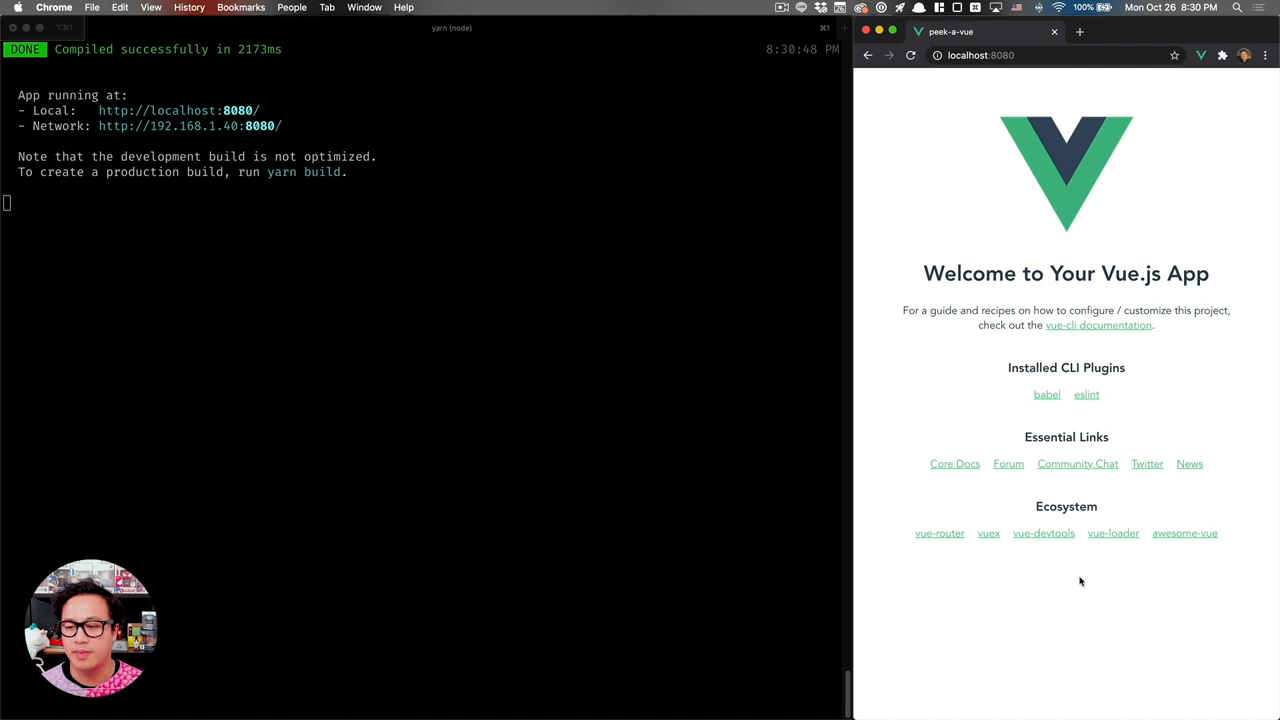 Chrome File Edit View History Bookmarks People Tab Window Help
100% Mon Oct 26 8:30 PM
⌥⌘1 yarn (node) ⌘1
DONE Compiled successfully in 2173ms 8:30:48 PM
App running at:
- Local: http://localhost:8080/
- Network: http://192.168.1.40:8080/
Note that the development build is not optimized.
To create a production build, run yarn build.
peek-a-vue
localhost:8080
Welcome to Your Vue.js App
For a guide and recipes on how to configure / customize this project,
check out the vue-cli documentation.
Installed CLI Plugins
babel eslint
Essential Links
Core Docs Forum Community Chat Twitter News
Ecosystem
vue-router vuex vue-devtools vue-loader awesome-vue